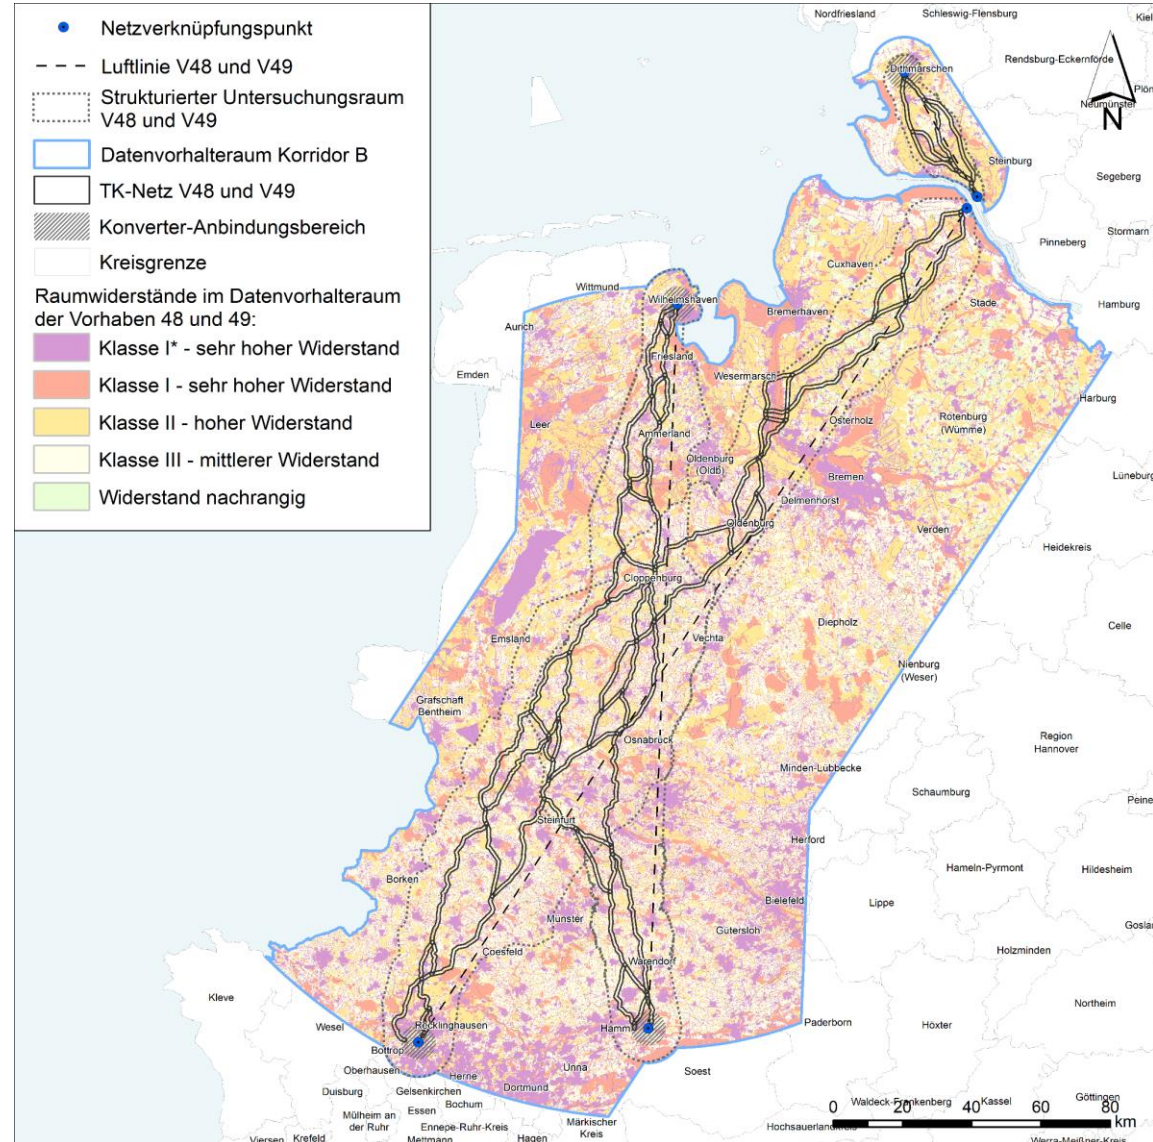 Netzverknüpfungspunkt
Luftlinie V48 und V49
Strukturierter Untersuchungsraum
V48 und V49
Datenvorhalteraum Korridor B
TK-Netz V48 und V49
Konverter-Anbindungsbereich
Kreisgrenze
Raumwiderstände im Datenvorhalteraum
der Vorhaben 48 und 49:
Klasse I* - sehr hoher Widerstand
Klasse I - sehr hoher Widerstand
Klasse II - hoher Widerstand
Klasse III - mittlerer Widerstand
Widerstand nachrangig
Nordfriesland
Schleswig-Flensburg
Kiel
Rendsburg-Eckernförde
Dithmarschen
Plön
Neumünster
N
Steinburg
Segeberg
Stormarn
Pinneberg
Cuxhaven
Wittmund
Wilhelmshaven
Stade
Hamburg
Aurich
Bremerhaven
Friesland
Emden
Wesermarsch
Harburg
Leer
Ammerland
Osterholz
Rotenburg
(Wümme)
Oldenburg
(Oldb)
Bremen
Lüneburg
Delmenhorst
Oldenburg
Verden
Heidekreis
Cloppenburg
Diepholz
Celle
Emsland
Vechta
Nienburg
(Weser)
Grafschaft
Bentheim
Osnabrück
Region
Hannover
Minden-Lübbecke
Schaumburg
Peine
Steinfurt
Herford
Hameln-Pyrmont
Hildesheim
Borken
Bielefeld
Lippe
Münster
Gütersloh
Goslar
Coesfeld
Holzminden
Warendorf
Kleve
Northeim
Wesel
Recklinghausen
Hamm
Paderborn
Höxter
Bottrop
Oberhausen
Herne
Unna
Soest
Duisburg
Gelsenkirchen
Dortmund
Essen
Bochum
Mülheim an
der Ruhr
Ennepe-Ruhr-Kreis
Märkischer
Kreis
Waldeck-Frankenberg
Kassel
Göttingen
0 20 40 60 80
km
Viersen
Krefeld
Mettmann
Hagen
Hochsauerlandkreis
Werra-Meißner-Kreis